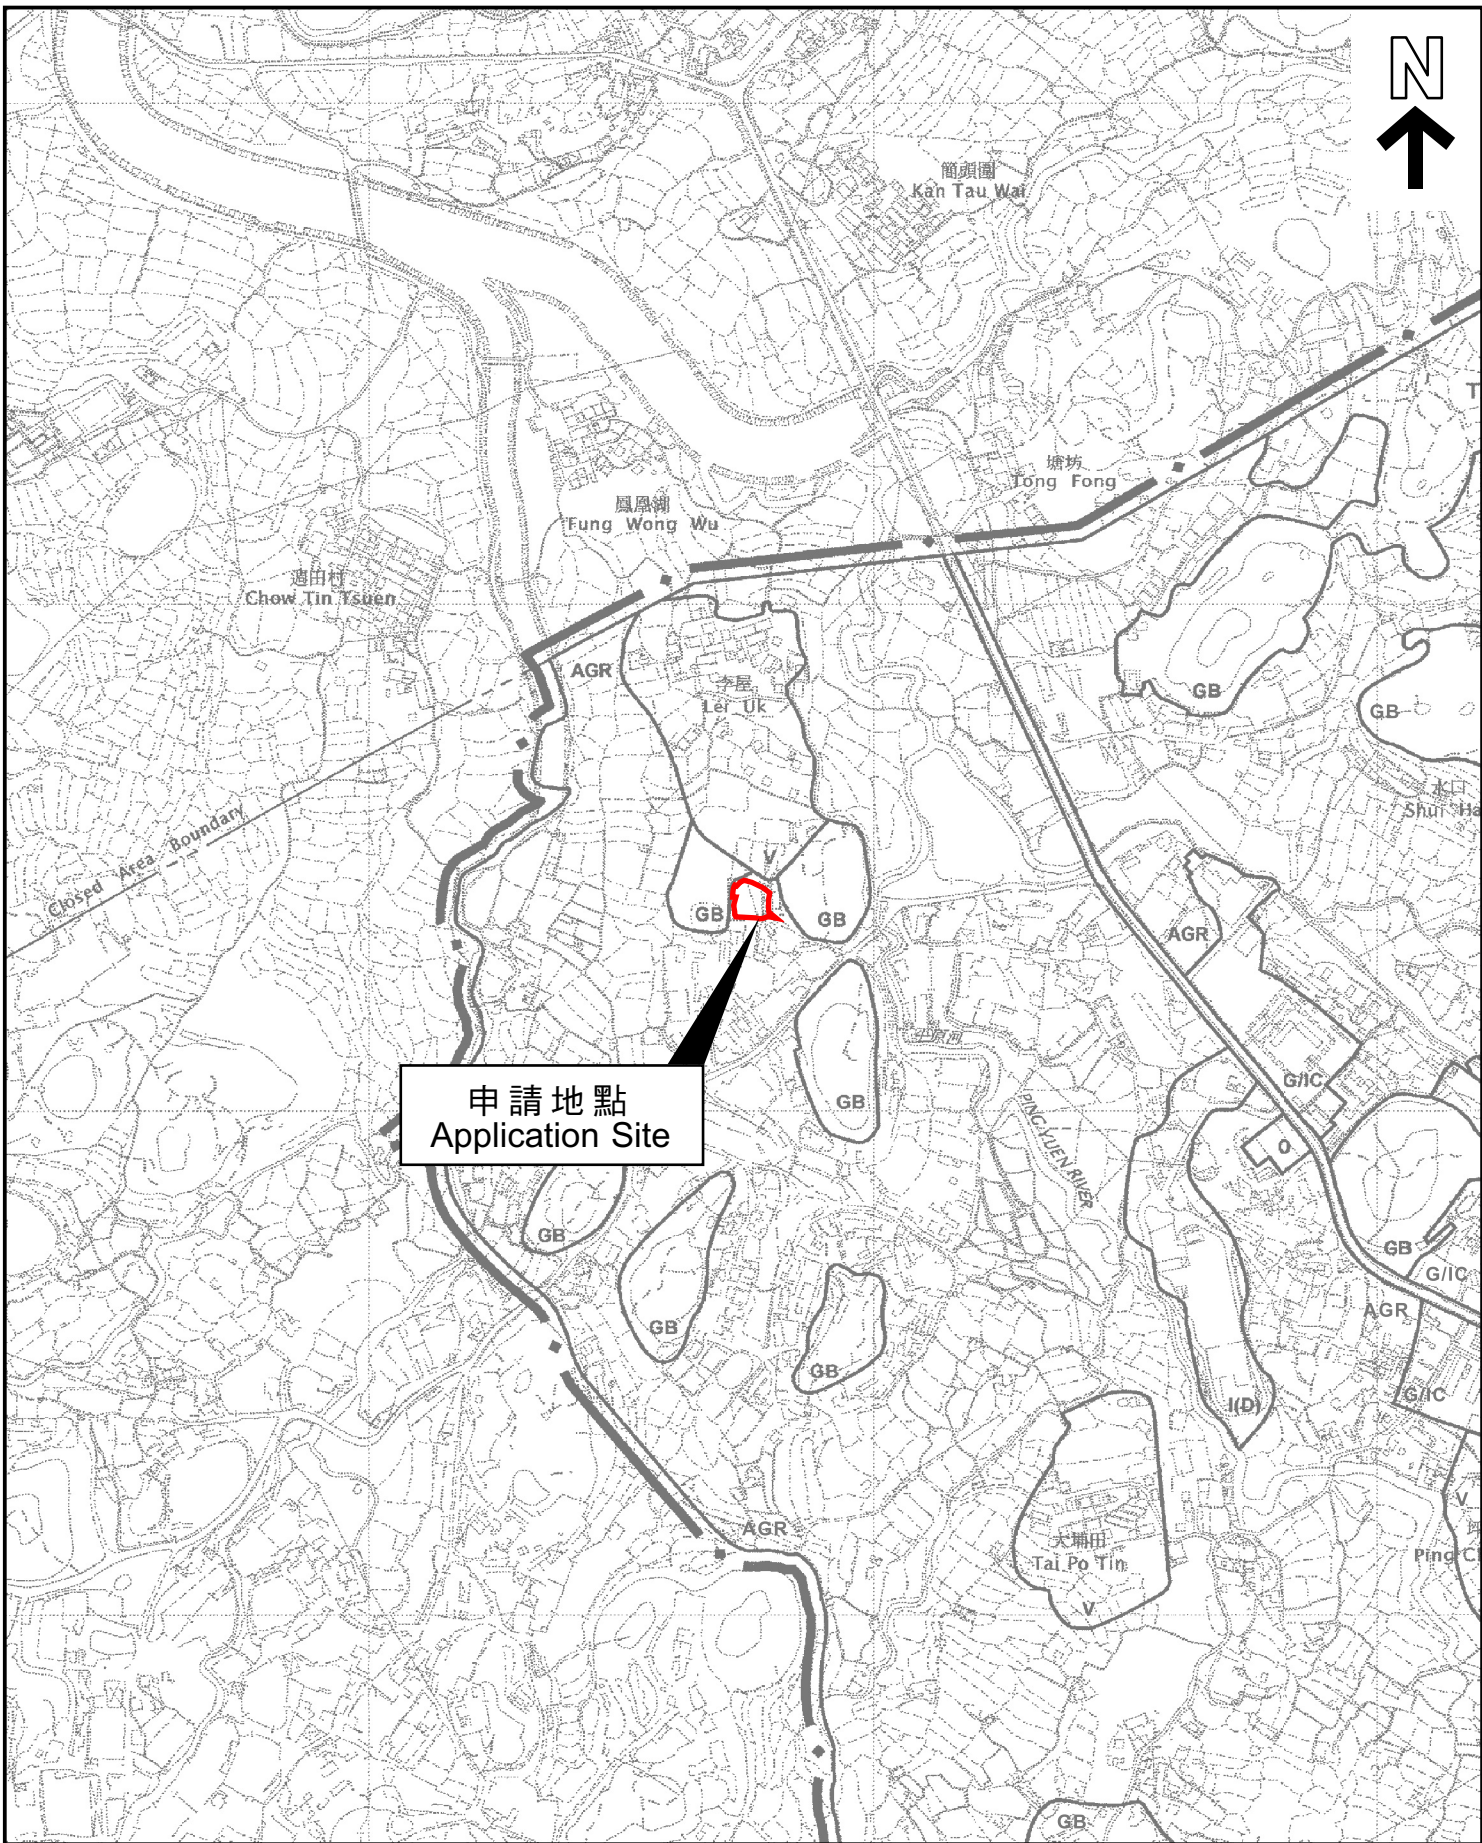 N
簡頭圍
Kan Tau Wai
塘坊
Tong Fong
鳳凰湖
Fung Wong Wu
週田村
Chow Tin Tsuen
AGR
李屋
Lei Uk
GB
GB
水口
Closed Area Boundary
V
GB
GB
AGR
申請地點
Application Site
GB
PING YUEN RIVER
G/IC
O
GB
GB
GB
GB
G/IC
AGR
G/IC
I(D)
AGR
大埔田
Tai Po Tin
V
V
GB